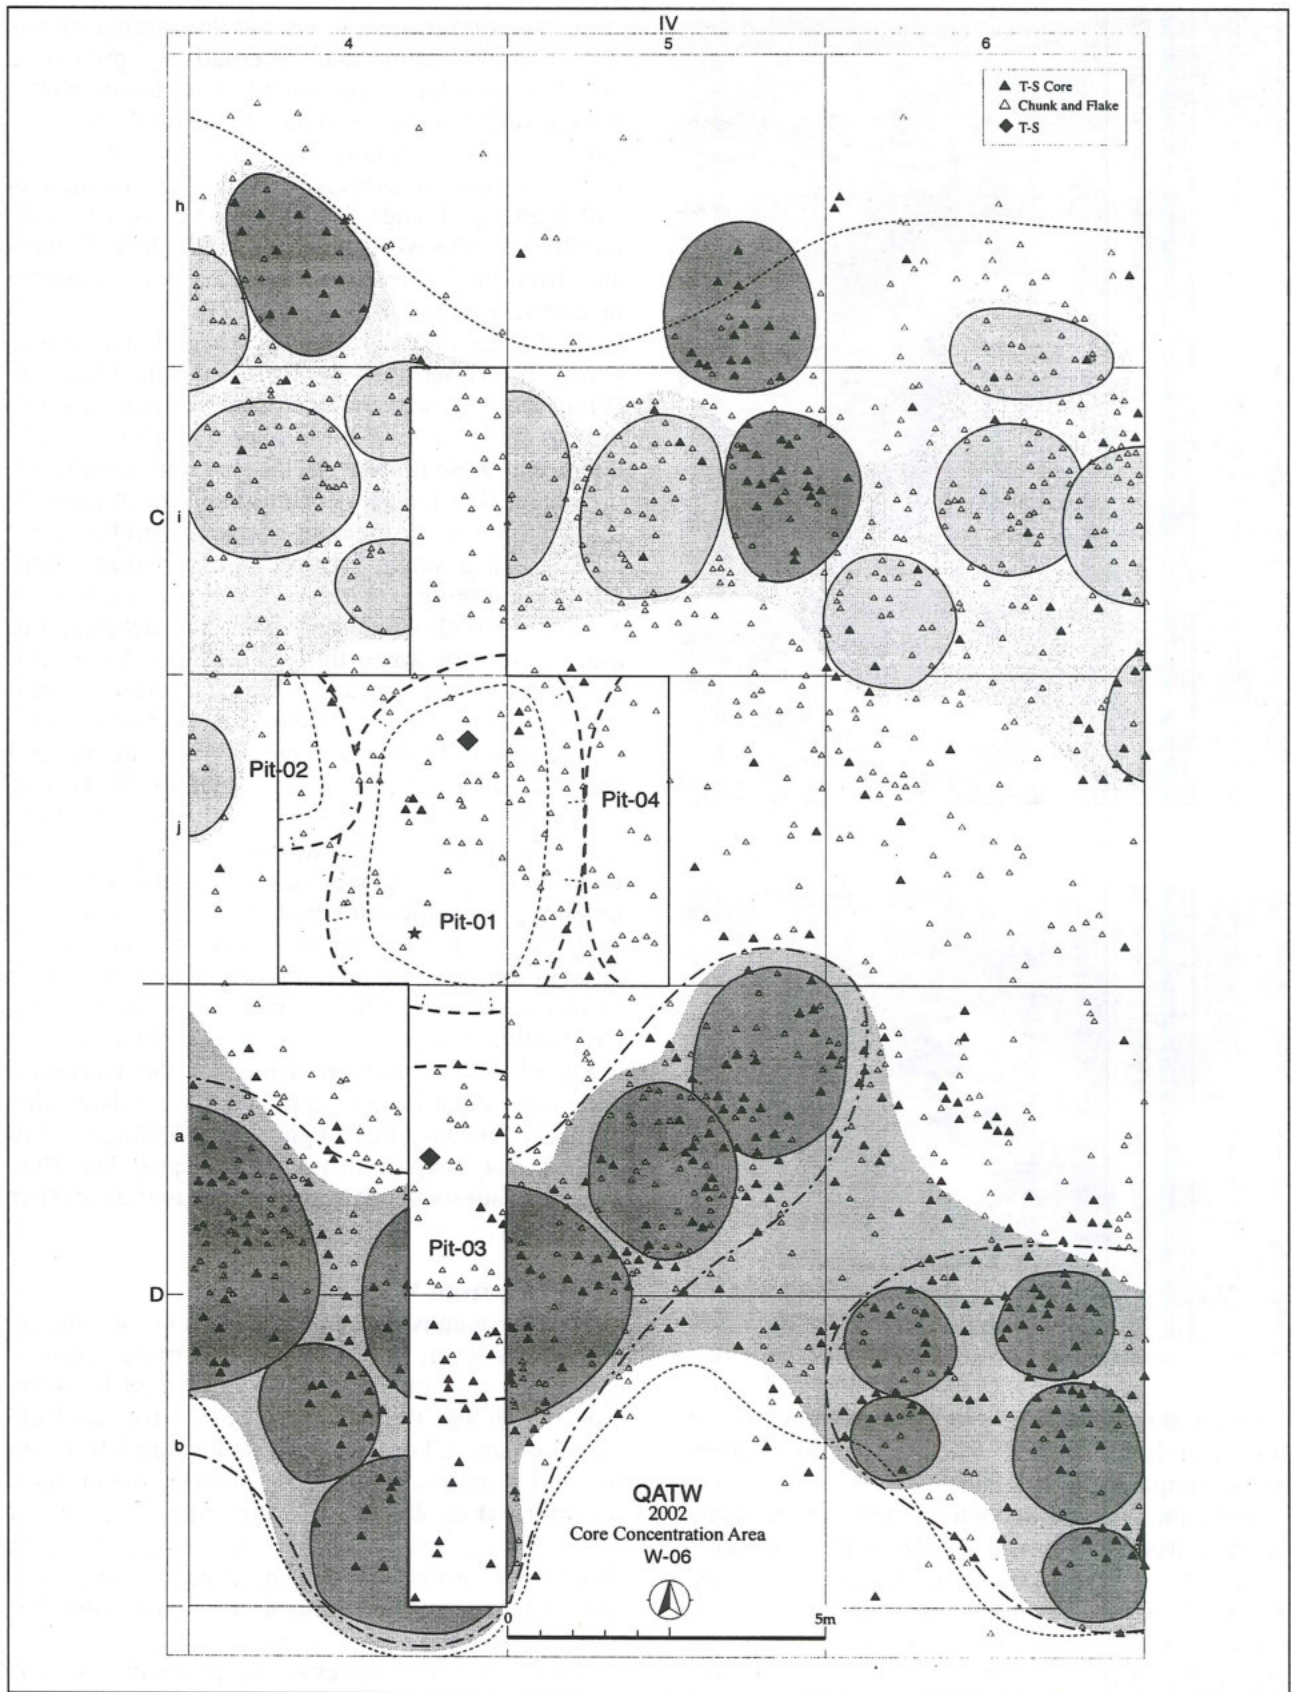 IV
4 5 6
T-S Core
Chunk and Flake
T-S
h
C i
Pit-02
Pit-04
j
Pit-01
a
Pit-03
D
b
QATW
2002
Core Concentration Area
W-06
0 5m